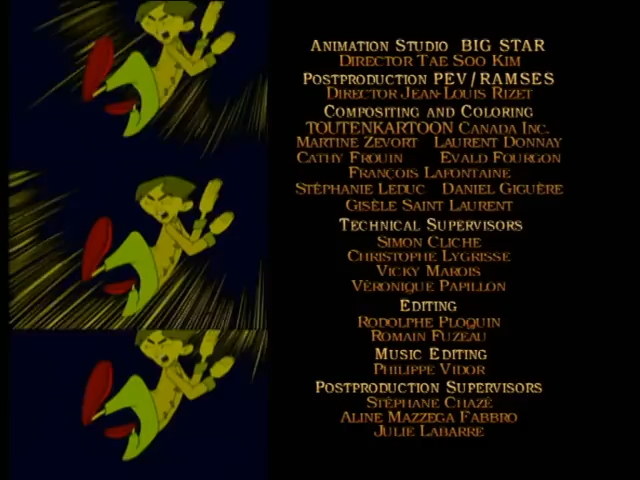 ANIMATION STUDIO BIG STAR
DIRECTOR TAE SOO KIM
POSTPRODUCTION PEV/RAMSES
DIRECTOR JEAN-LOUIS RIZET
COMPOSITING AND COLORING
TOUTENKARTOON CANADA INC.
MARTINE ZEVORT LAURENT DONNAY
CATHY FROUIN EVALD FOURGON
FRANÇOIS LAFONTAINE
STÉPHANIE LEDUC DANIEL GIGUÈRE
GISÈLE SAINT LAURENT
TECHNICAL SUPERVISORS
SIMON CLICHE
CHRISTOPHE LYGRISSE
VICKY MAROIS
VÉRONIQUE PAPILLON
EDITING
RODOLPHE PLOQUIN
ROMAIN FUZEAU
MUSIC EDITING
PHILIPPE VIDOR
POSTPRODUCTION SUPERVISORS
STÉPHANE CHAZÉ
ALINE MAZZEGA FABBRO
JULIE LABARRE